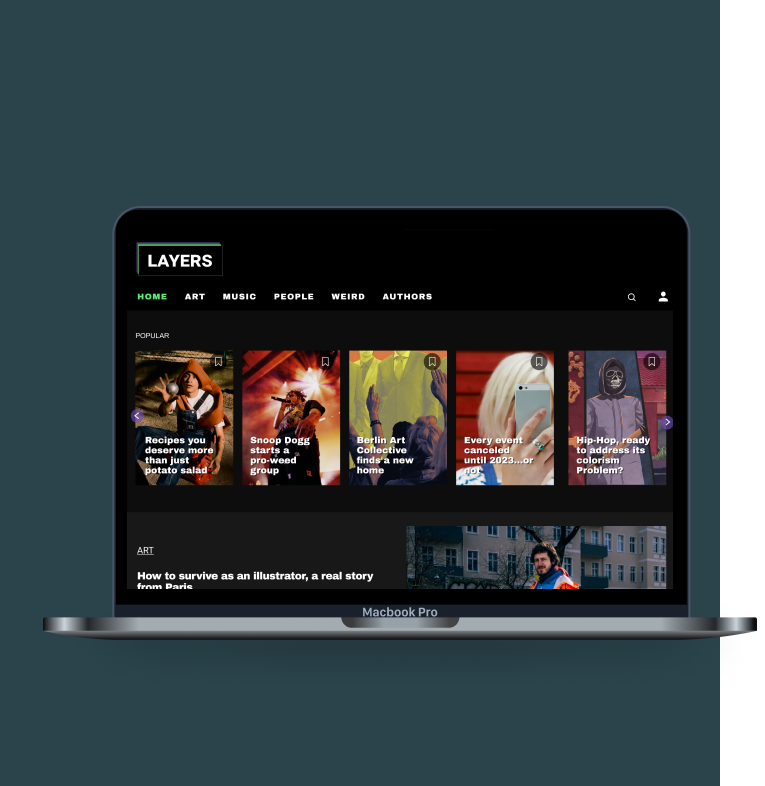 LAYERS
HOME ART MUSIC PEOPLE WEIRD AUTHORS
POPULAR
Recipes you
deserve more
than just
potato salad
Snoop Dogg
starts a
pro-weed
group
Berlin Art
Collective
finds a new
home
Every event
canceled
until 2023...or
not
Hip-Hop, ready
to address its
colorism
Problem?
ART
How to survive as an illustrator, a real story
from Paris
Macbook Pro